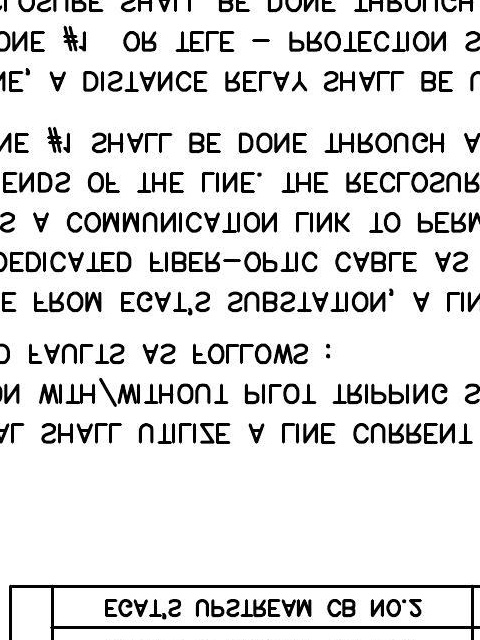 EGAT'S UPSTREAM CB NO.2
AL SHALL UTILIZE A LINE CURRENT
ON WITH/WITHOUT PILOT TRIPPING S
D FAULTS AS FOLLOWS :
E FROM EGAT'S SUBSTATION, A LIN
DEDICATED FIBER-OPTIC CABLE AS
S A COMMUNICATION LINK TO PERM
ENDS OF THE LINE. THE RECLOSUR
NE #1 SHALL BE DONE THROUGH A
NE, A DISTANCE RELAY SHALL BE U
ONE #1 OR TELE - PROTECTION S
CLOSURE SHALL BE DONE THROUGH